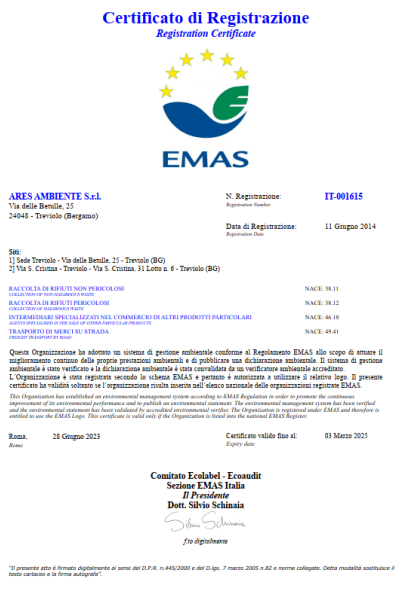 Certificato di Registrazione
Registration Certificate
EMAS
ARES AMBIENTE S.r.l.
Via delle Betulle, 25
24048 - Treviolo (Bergamo)
N. Registrazione: IT-001615
Registration Number
Data di Registrazione: 11 Giugno 2014
Registration Date
Siti:
1] Sede Treviolo - Via delle Betulle, 25 - Treviolo (BG)
2] Via S. Cristina - Treviolo - Via S. Cristina, 31 Lotto n. 6 - Treviolo (BG)
RACCOLTA DI RIFIUTI NON PERICOLOSI NACE: 38.11
COLLECTION OF NON-HAZARDOUS WASTE
RACCOLTA DI RIFIUTI PERICOLOSI NACE: 38.12
COLLECTION OF HAZARDOUS WASTE
INTERMEDIARI SPECIALIZZATI NEL COMMERCIO DI ALTRI PRODOTTI PARTICOLARI NACE: 46.18
AGENTS SPECIALISED IN THE SALE OF OTHER PARTICULAR PRODUCTS
TRASPORTO DI MERCI SU STRADA NACE: 49.41
FREIGHT TRANSPORT BY ROAD
Questa Organizzazione ha adottato un sistema di gestione ambientale conforme al Regolamento EMAS allo scopo di attuare il
miglioramento continuo delle proprie prestazioni ambientali e di pubblicare una dichiarazione ambientale. Il sistema di gestione
ambientale è stato verificato e la dichiarazione ambientale è stata convalidata da un verificatore ambientale accreditato.
L'Organizzazione è stata registrata secondo lo schema EMAS e pertanto è autorizzata a utilizzare il relativo logo. Il presente
certificato ha validità soltanto se l'organizzazione risulta inserita nell'elenco nazionale delle organizzazioni registrate EMAS.
This Organisation has established an environmental management system according to EMAS Regulation in order to promote the continuous
improvement of its environmental performance and to publish an environmental statement. The environmental management system has been verified
and the environmental statement has been validated by accredited environmental verifier. The Organization is registered under EMAS and therefore is
entitled to use the EMAS Logo. This certificate is valid only if the Organization is listed into the national EMAS Register.
Roma, 28 Giugno 2023 Certificato valido fino al: 03 Marzo 2025
Rome Expiry date
Comitato Ecolabel - Ecoaudit
Sezione EMAS Italia
Il Presidente
Dott. Silvio Schinaia
Silvio Schinaia
f.to digitalmente
"Il presente atto è firmato digitalmente ai sensi del D.P.R. n.445/2000 e del D.lgs. 7 marzo 2005 n.82 e norme collegate. Detta modalità sostituisce il
testo cartaceo e la firma autografa".